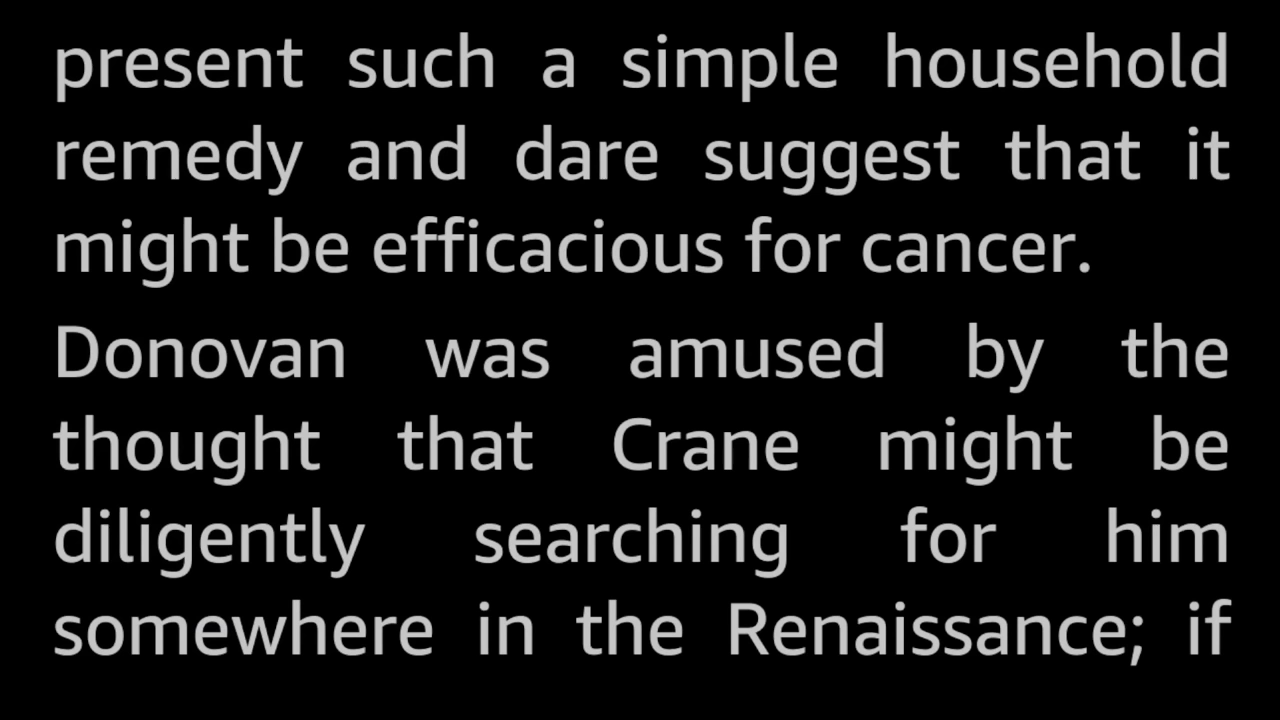 present such a simple household
remedy and dare suggest that it
might be efficacious for cancer.
Donovan was amused by the
thought that Crane might be
diligently searching for him
somewhere in the Renaissance; if